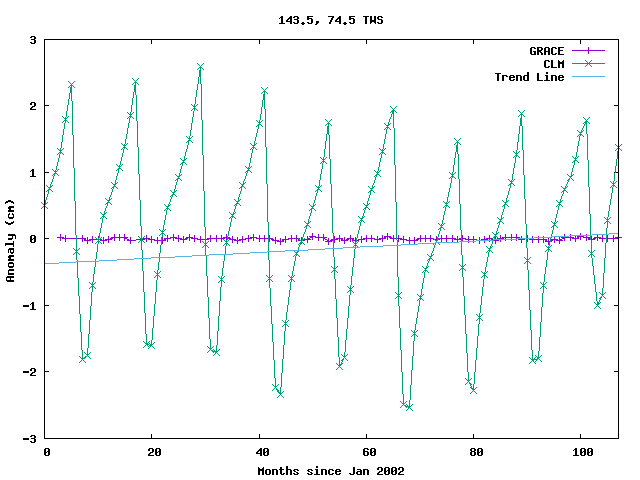 143.5, 74.5 TWS
GRACE
CLM
Trend Line
3
2
1
0
-1
-2
-3
Anomaly (cm)
0 20 40 60 80 100
Months since Jan 2002